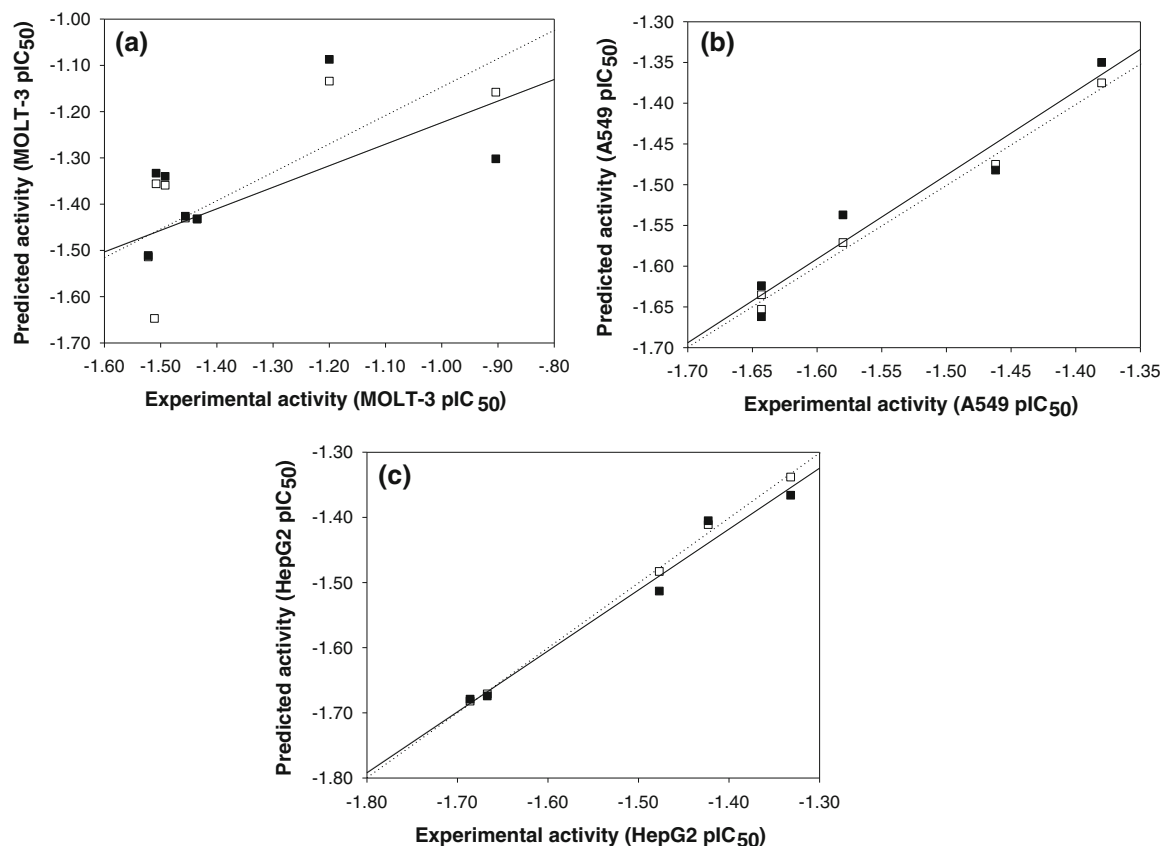 (a)
Predicted activity (MOLT-3 pIC50)
-1.00
-1.10
-1.20
-1.30
-1.40
-1.50
-1.60
-1.70
-1.60 -1.50 -1.40 -1.30 -1.20 -1.10 -1.00 -.90 -.80
Experimental activity (MOLT-3 pIC50)
(b)
Predicted activity (A549 pIC50)
-1.30
-1.35
-1.40
-1.45
-1.50
-1.55
-1.60
-1.65
-1.70
-1.70 -1.65 -1.60 -1.55 -1.50 -1.45 -1.40 -1.35
Experimental activity (A549 pIC50)
(c)
Predicted activity (HepG2 pIC50)
-1.30
-1.40
-1.50
-1.60
-1.70
-1.80
-1.80 -1.70 -1.60 -1.50 -1.40 -1.30
Experimental activity (HepG2 pIC50)